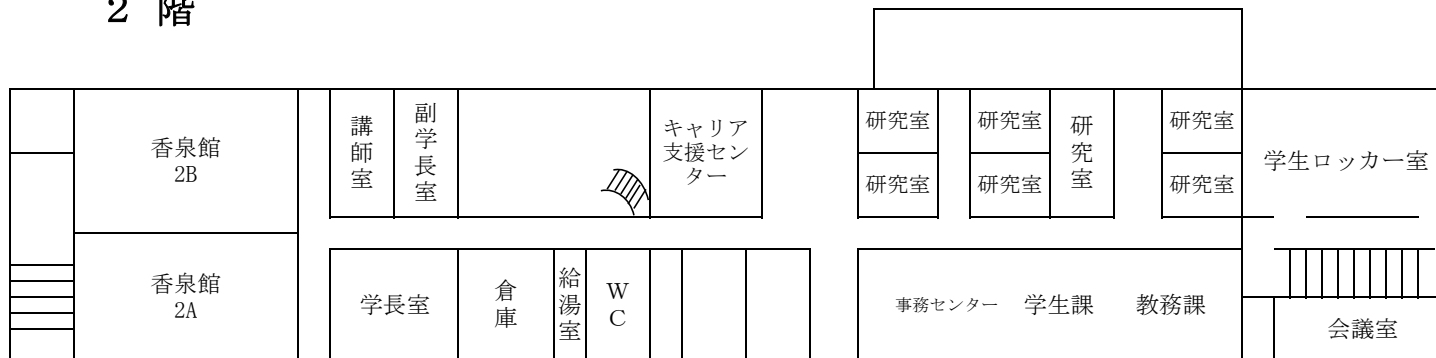 2 階
香泉館
2B
講師室
副学長室
キャリア
支援セン
ター
研究室
研究室
研究室
研究室
研究室
研究室
研究室
学生ロッカー室
香泉館
2A
学長室
倉庫
給湯室
WC
事務センター 学生課 教務課
会議室